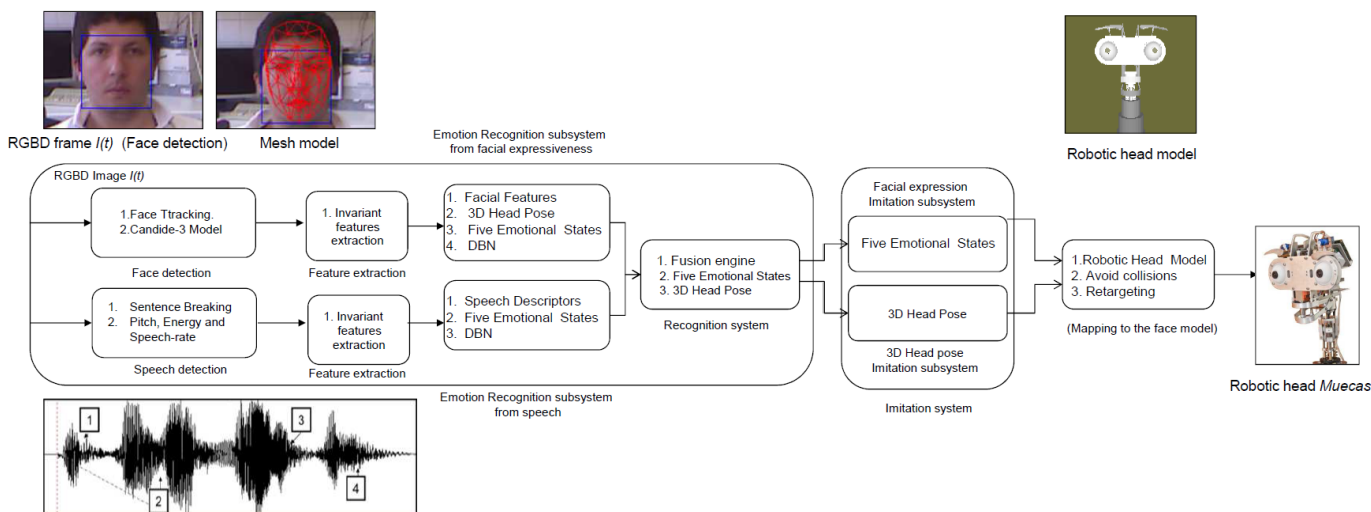 RGBD frame I(t) (Face detection)
Mesh model
Robotic head model
Emotion Recognition subsystem
from facial expressiveness
RGBD Image I(t)
1.Face Ttracking.
2.Candide-3 Model
Face detection
1. Invariant
features
extraction
Feature extraction
1. Facial Features
2. 3D Head Pose
3. Five Emotional States
4. DBN
1. Sentence Breaking
2. Pitch, Energy and
Speech-rate
Speech detection
1. Invariant
features
extraction
Feature extraction
1. Speech Descriptors
2. Five Emotional States
3. DBN
Emotion Recognition subsystem
from speech
1. Fusion engine
2. Five Emotional States
3. 3D Head Pose
Recognition system
Facial expression
Imitation subsystem
Five Emotional States
3D Head Pose
3D Head pose
Imitation subsystem
Imitation system
1.Robotic Head Model
2. Avoid collisions
3. Retargeting
(Mapping to the face model)
Robotic head Muecas
1
2
3
4